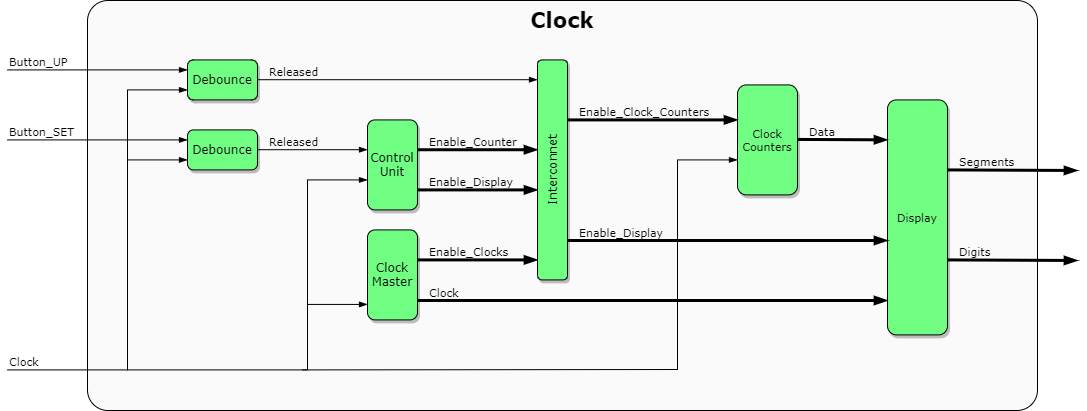 Clock
Button_UP
Debounce
Released
Button_SET
Debounce
Released
Control
Unit
Enable_Counter
Enable_Display
Clock
Master
Enable_Clocks
Clock
Interconnet
Enable_Clock_Counters
Enable_Display
Clock
Counters
Data
Display
Segments
Digits
Clock